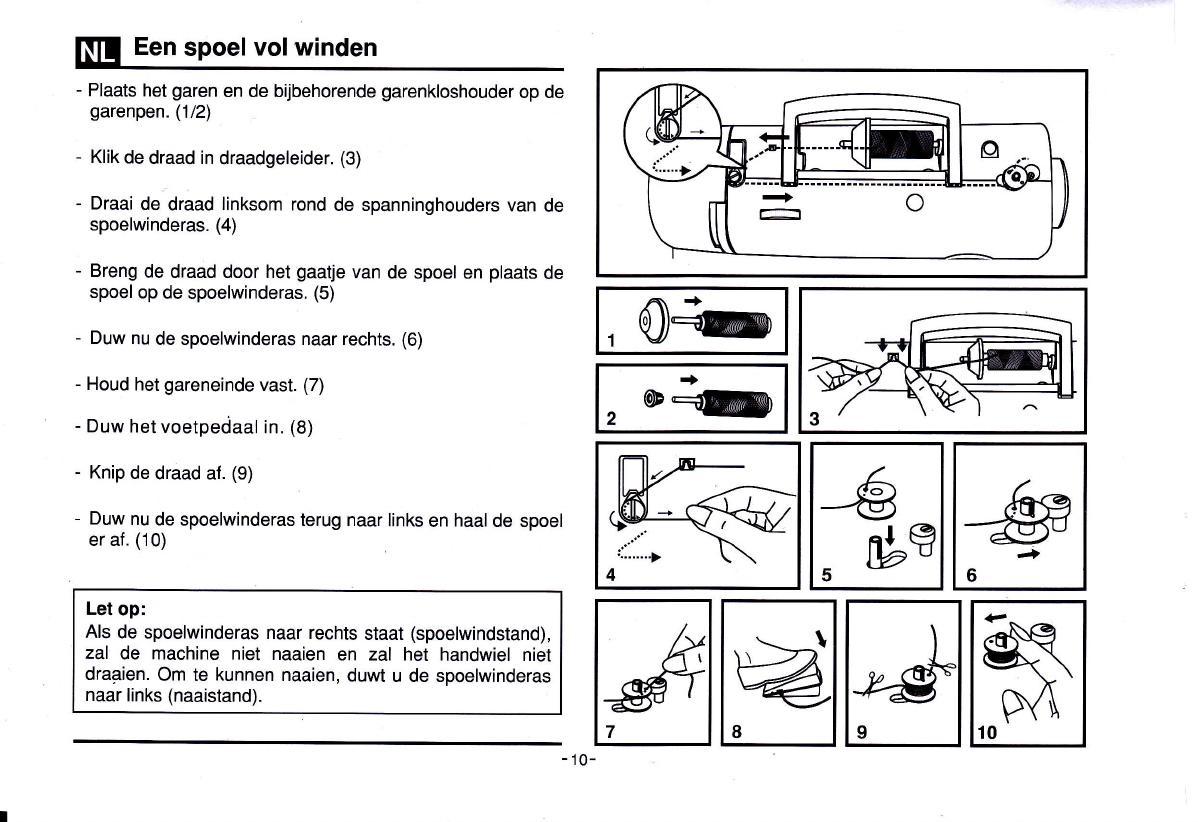 NL Een spoel vol winden
- Plaats het garen en de bijbehorende garenkloshouder op de
garenpen. (1/2)
- Klik de draad in draadgeleider. (3)
- Draai de draad linksom rond de spanninghouders van de
spoelwinderas. (4)
- Breng de draad door het gaatje van de spoel en plaats de
spoel op de spoelwinderas. (5)
- Duw nu de spoelwinderas naar rechts. (6)
- Houd het gareneinde vast. (7)
- Duw het voetpedaal in. (8)
- Knip de draad af. (9)
- Duw nu de spoelwinderas terug naar links en haal de spoel
er af. (10)
Let op:
Als de spoelwinderas naar rechts staat (spoelwindstand),
zal de machine niet naaien en zal het handwiel niet
draaien. Om te kunnen naaien, duwt u de spoelwinderas
naar links (naaistand).
1
2
3
4
5
6
7
8
9
10
-10-